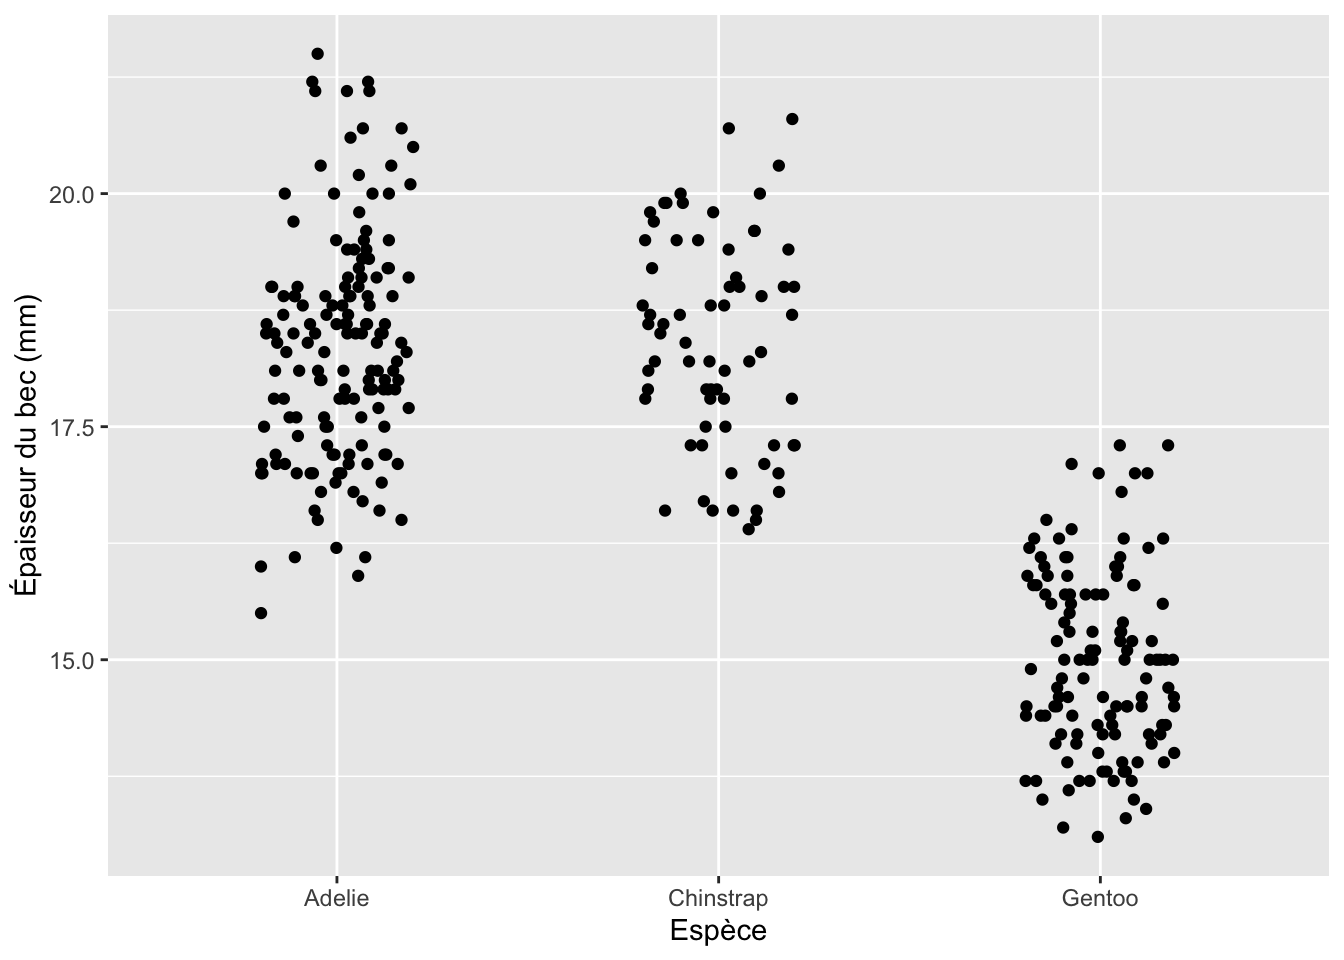 Épaisseur du bec (mm)
20.0
17.5
15.0
Adelie
Chinstrap
Gentoo
Espèce